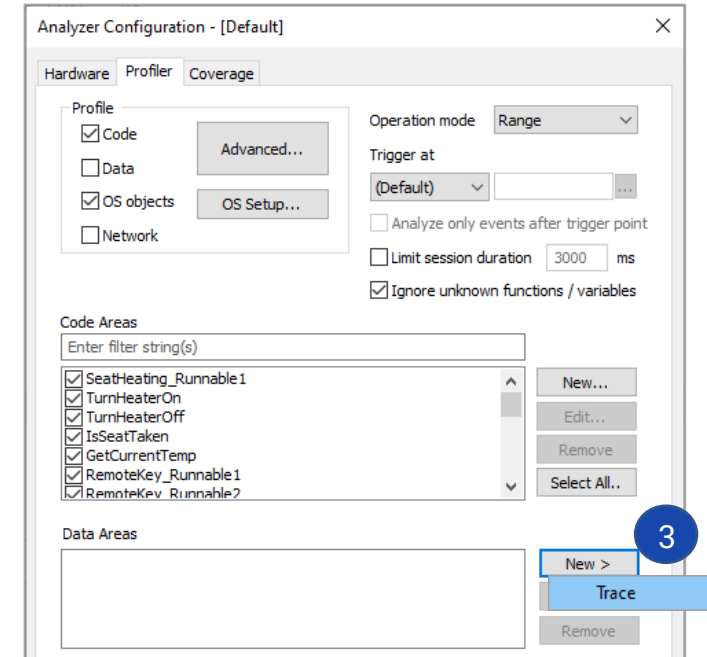 Analyzer Configuration - [Default]
Hardware Profiler Coverage
Profile
Code
Advanced...
Data
OS objects
OS Setup...
Network
Operation mode Range
Trigger at
(Default) ...
Analyze only events after trigger point
Limit session duration 3000 ms
Ignore unknown functions / variables
Code Areas
Enter filter string(s)
SeatHeating_Runnable1
TurnHeaterOn
TurnHeaterOff
IsSeatTaken
GetCurrentTemp
RemoteKey_Runnable1
RemoteKey_Runnable2
New...
Edit...
Remove
Select All..
Data Areas
3
New >
Trace
Remove